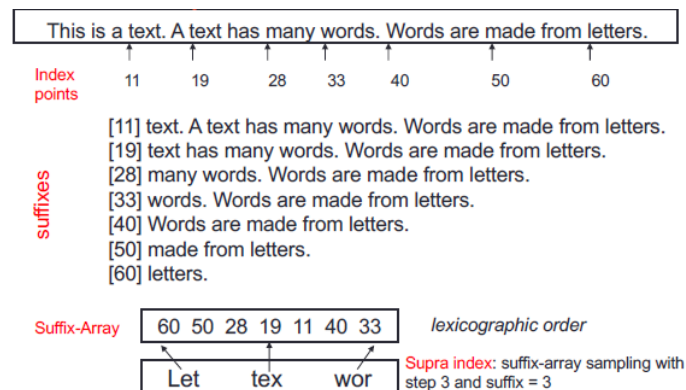 This is a text. A text has many words. Words are made from letters.
Index
points
11 19 28 33 40 50 60
suffixes
[11] text. A text has many words. Words are made from letters.
[19] text has many words. Words are made from letters.
[28] many words. Words are made from letters.
[33] words. Words are made from letters.
[40] Words are made from letters.
[50] made from letters.
[60] letters.
Suffix-Array 60 50 28 19 11 40 33 lexicographic order
Let tex wor
Supra index: suffix-array sampling with
step 3 and suffix = 3